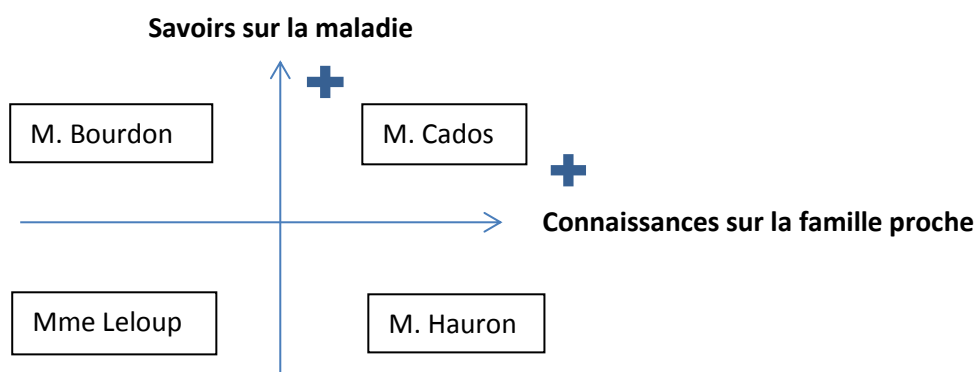 Savoirs sur la maladie
M. Bourdon
M. Cados
Connaissances sur la famille proche
Mme Leloup
M. Hauron